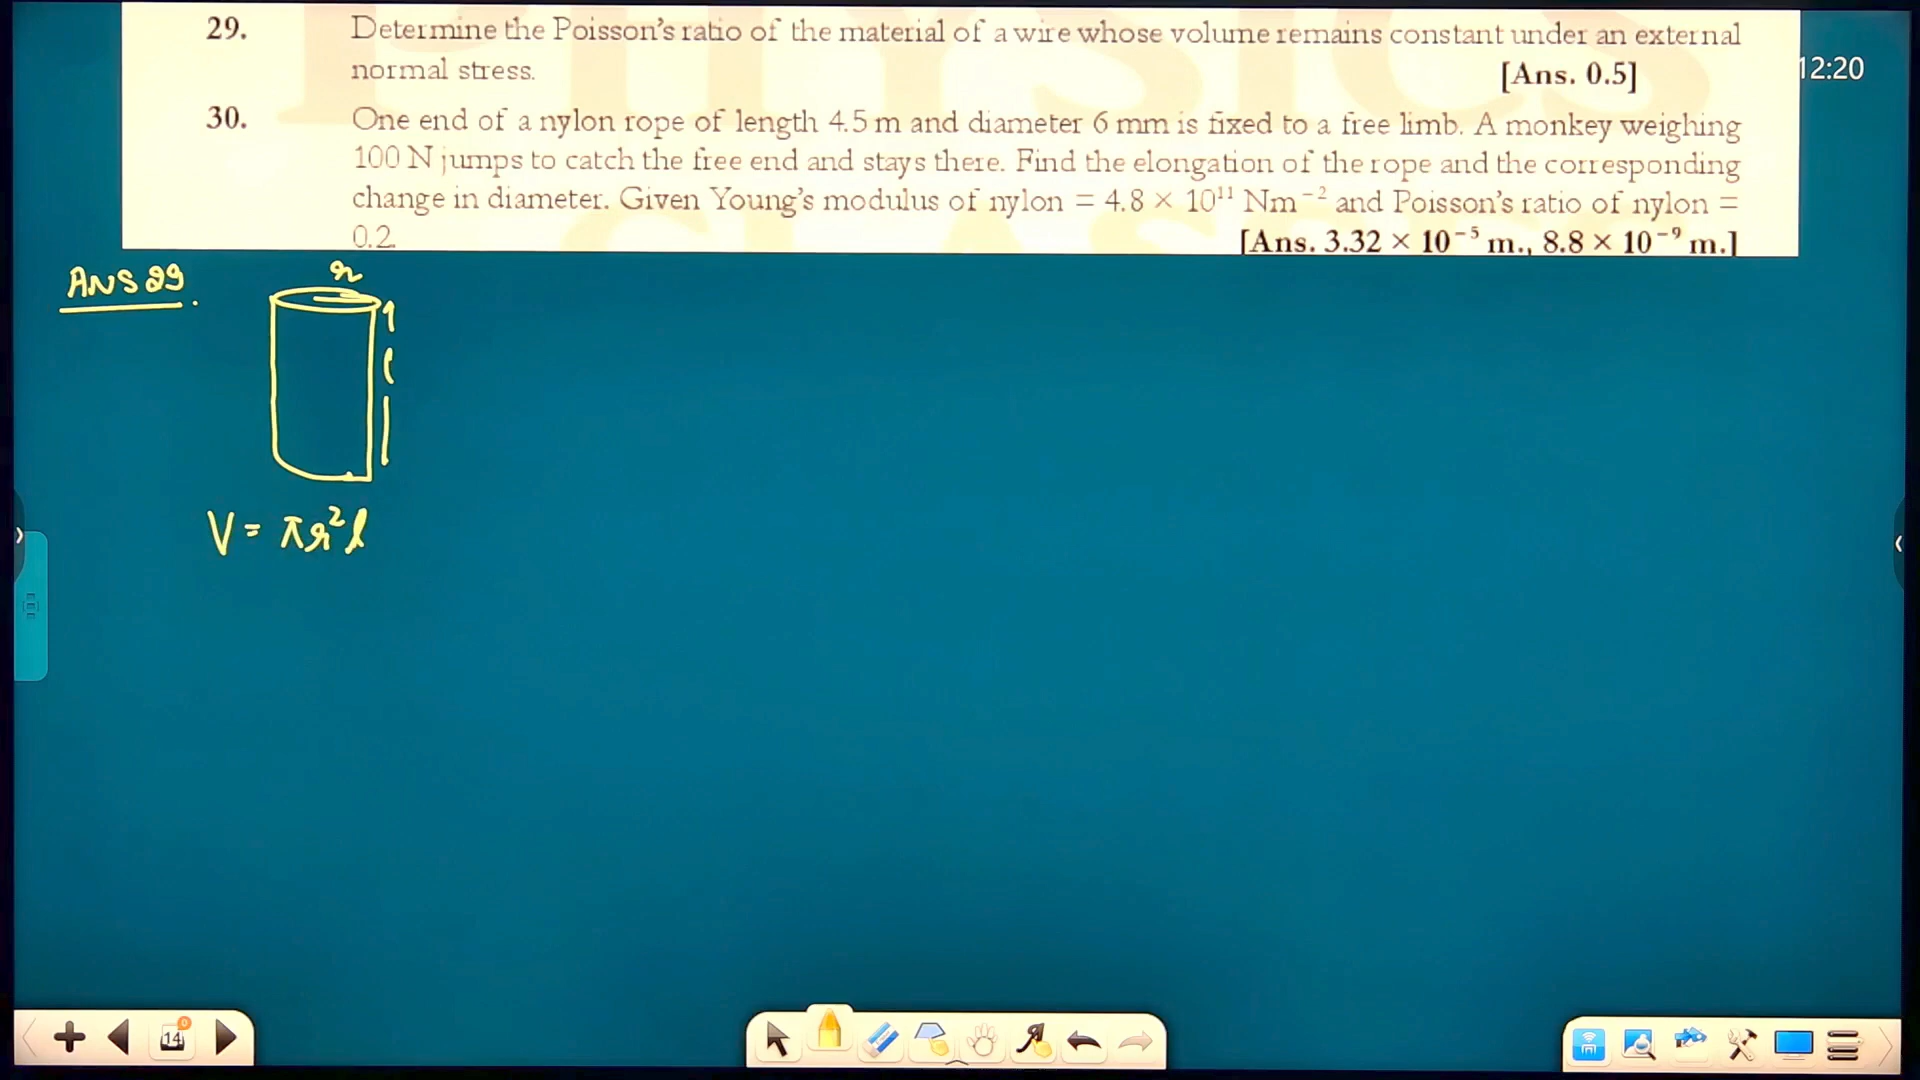 29. Determine the Poisson's ratio of the material of a wire whose volume remains constant under an external
normal stress. [Ans. 0.5]
12:20
30. One end of a nylon rope of length 4.5 m and diameter 6 mm is fixed to a free limb. A monkey weighing
100 N jumps to catch the free end and stays there. Find the elongation of the rope and the corresponding
change in diameter. Given Young's modulus of nylon = 4.8 × 10¹¹ Nm⁻² and Poisson's ratio of nylon =
0.2. [Ans. 3.32 × 10⁻⁵ m., 8.8 × 10⁻⁹ m.]
ANS 29.
r
l
V = πr²l
14
0